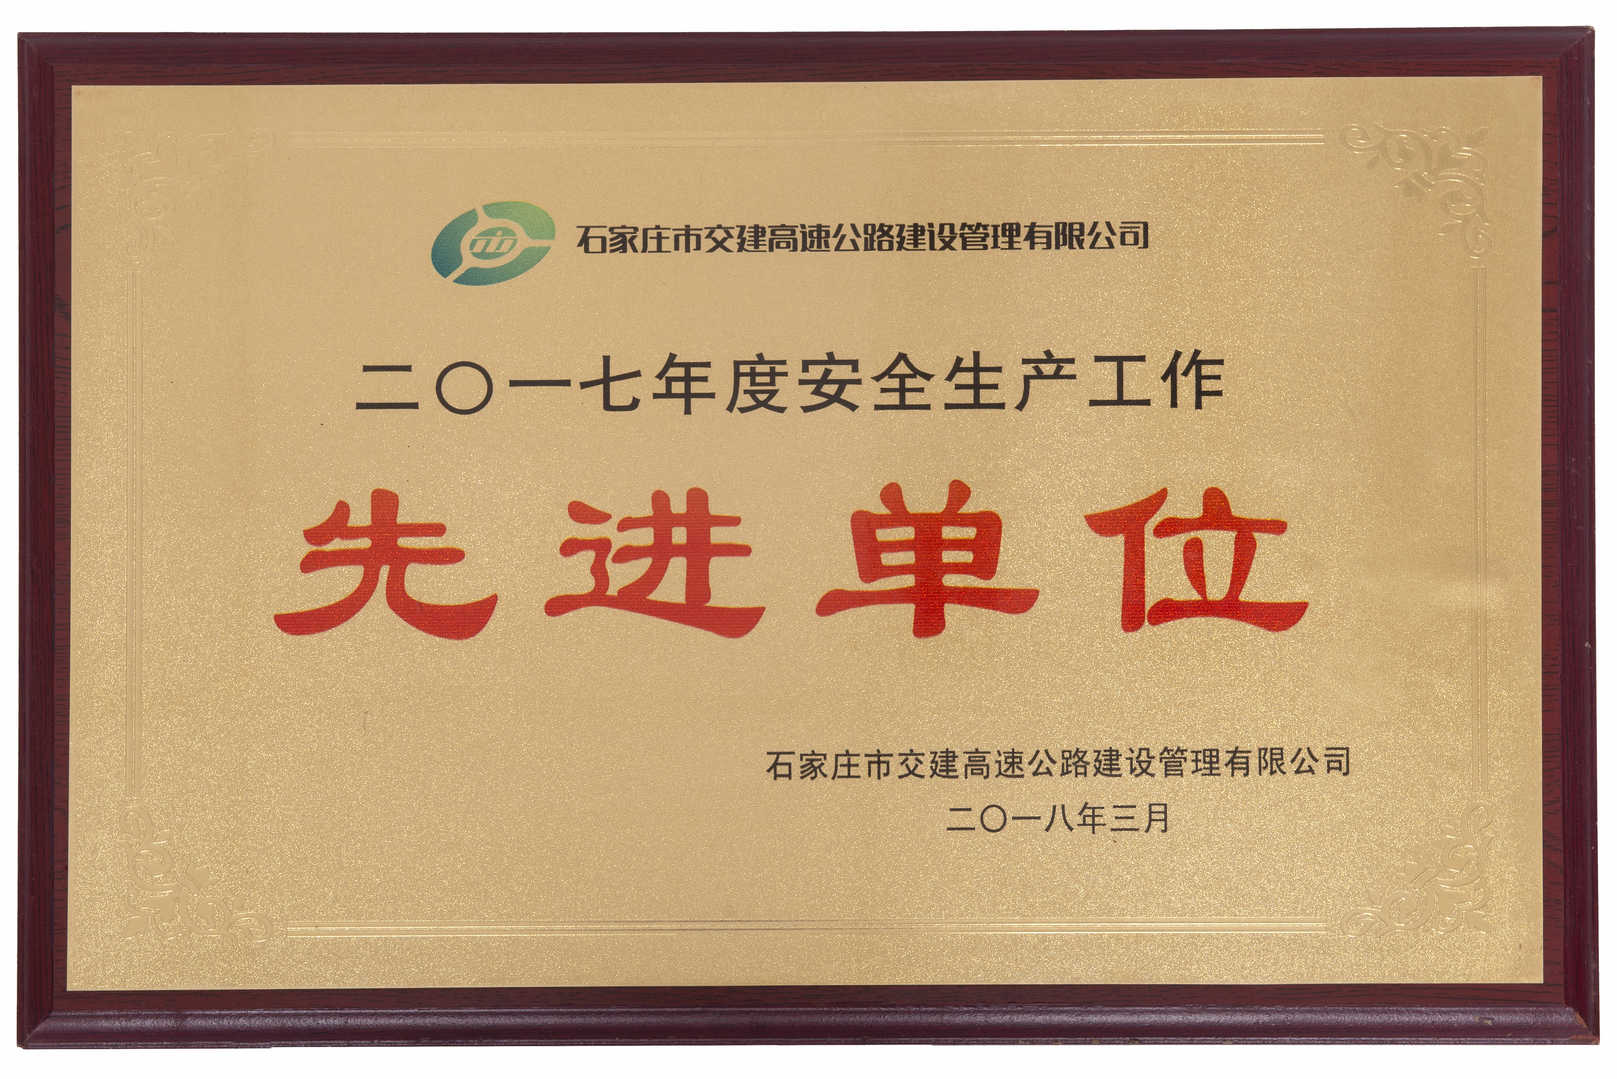 石家庄市交建高速公路建设管理有限公司
二〇一七年度安全生产工作
先进单位
石家庄市交建高速公路建设管理有限公司
二〇一八年三月